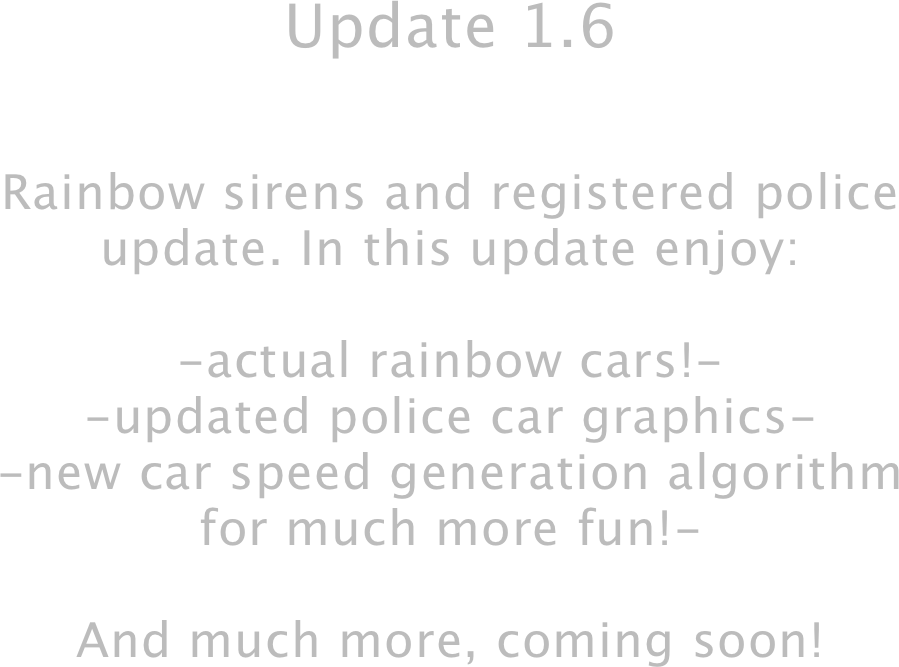 Update 1.6
Rainbow sirens and registered police
update. In this update enjoy:
-actual rainbow cars!-
-updated police car graphics-
-new car speed generation algorithm
for much more fun!-
And much more, coming soon!